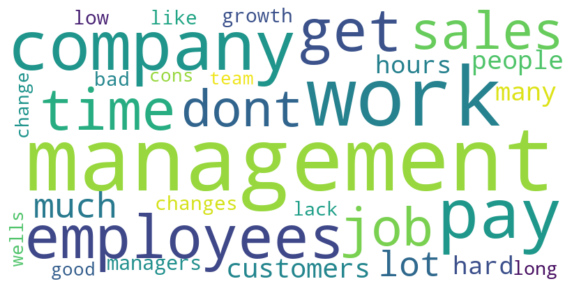 low like growth
company get sales
hours people
change bad cons team
time dont work many
management
much changes lack pay
wells employees job
good managers customers lot hard long